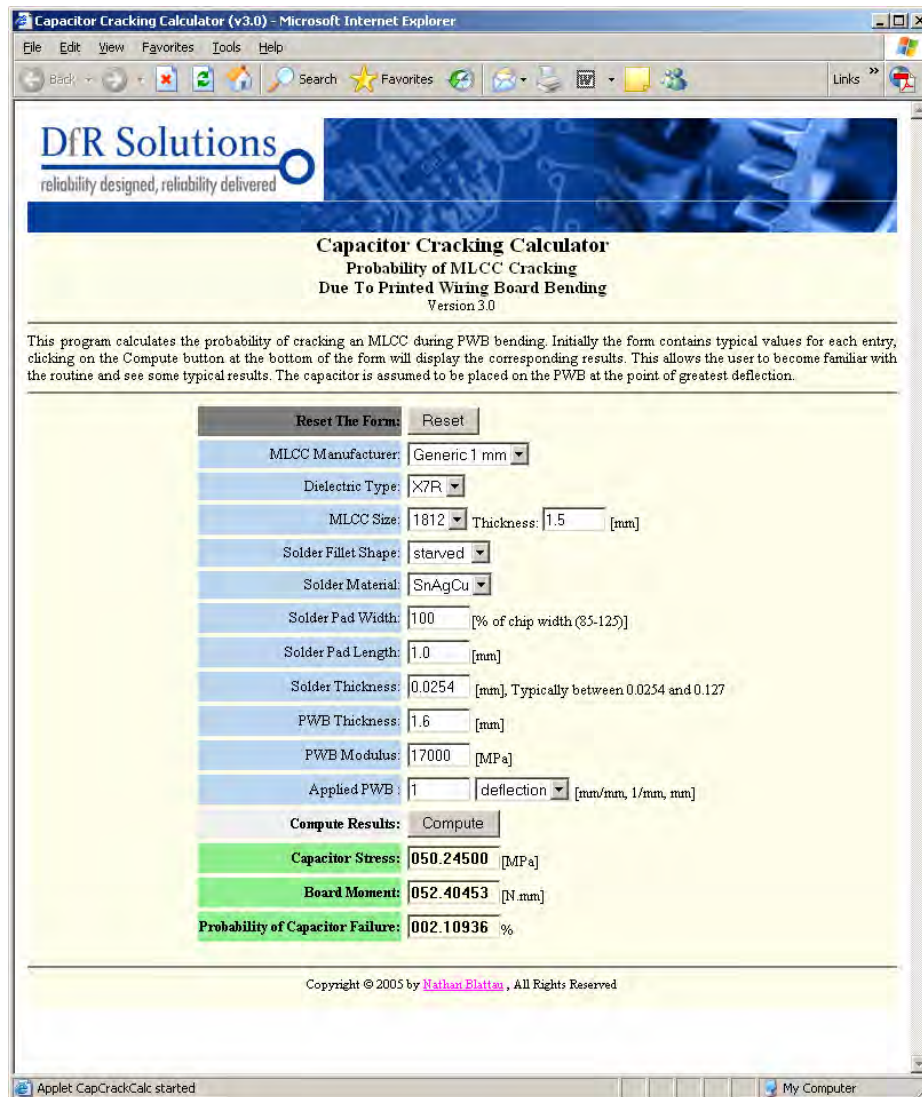 Capacitor Cracking Calculator (v3.0) - Microsoft Internet Explorer
File Edit View Favorites Tools Help
Back Search Favorites Links »
DfR Solutions
reliability designed, reliability delivered
Capacitor Cracking Calculator
Probability of MLCC Cracking
Due To Printed Wiring Board Bending
Version 3.0
This program calculates the probability of cracking an MLCC during PWB bending. Initially the form contains typical values for each entry,
clicking on the Compute button at the bottom of the form will display the corresponding results. This allows the user to become familiar with
the routine and see some typical results. The capacitor is assumed to be placed on the PWB at the point of greatest deflection.
Reset The Form: Reset
MLCC Manufacturer: Generic 1 mm
Dielectric Type: X7R
MLCC Size: 1812 Thickness: 1.5 [mm]
Solder Fillet Shape: starved
Solder Material: SnAgCu
Solder Pad Width: 100 [% of chip width (85-125)]
Solder Pad Length: 1.0 [mm]
Solder Thickness: 0.0254 [mm], Typically between 0.0254 and 0.127
PWB Thickness: 1.6 [mm]
PWB Modulus: 17000 [MPa]
Applied PWB : 1 deflection [mm/mm, 1/mm, mm]
Compute Results: Compute
Capacitor Stress: 050.24500 [MPa]
Board Moment: 052.40453 [N.mm]
Probability of Capacitor Failure: 002.10936 %
Copyright © 2005 by Nathan Blattau , All Rights Reserved
Applet CapCrackCalc started My Computer